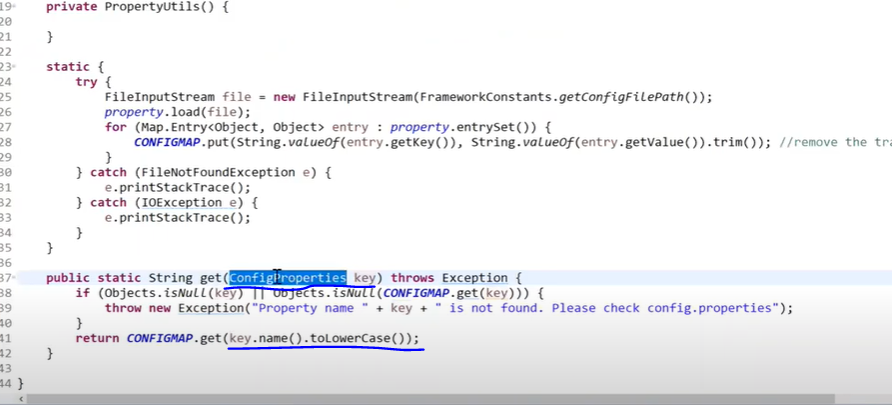 19 private PropertyUtils() {
20
21 }
22
23 static {
24 try {
25 FileInputStream file = new FileInputStream(FrameworkConstants.getConfigFilePath());
26 property.load(file);
27 for (Map.Entry<Object, Object> entry : property.entrySet()) {
28 CONFIGMAP.put(String.valueOf(entry.getKey()), String.valueOf(entry.getValue()).trim()); //remove the tra
29 }
30 } catch (FileNotFoundException e) {
31 e.printStackTrace();
32 } catch (IOException e) {
33 e.printStackTrace();
34 }
35 }
36
37 public static String get(ConfigProperties key) throws Exception {
38 if (Objects.isNull(key) || Objects.isNull(CONFIGMAP.get(key))) {
39 throw new Exception("Property name " + key + " is not found. Please check config.properties");
40 }
41 return CONFIGMAP.get(key.name().toLowerCase());
42 }
43
44 }